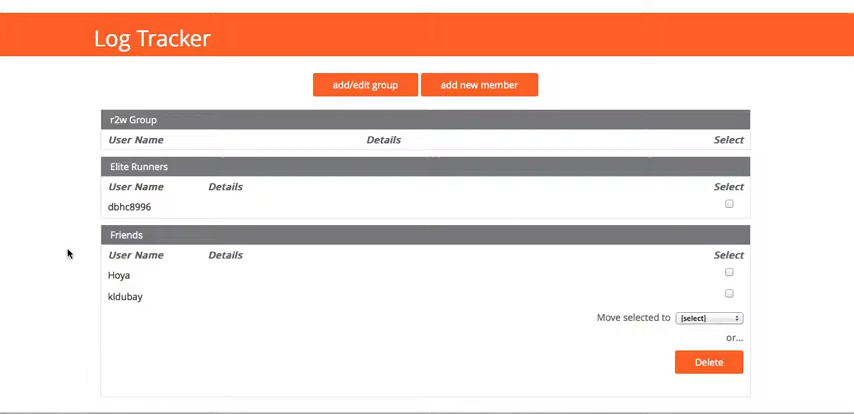 Log Tracker
add/edit group add new member
r2w Group
User Name Details Select
Elite Runners
User Name Details Select
dbhc8996
Friends
User Name Details Select
Hoya
kldubay
Move selected to [select]
or...
Delete